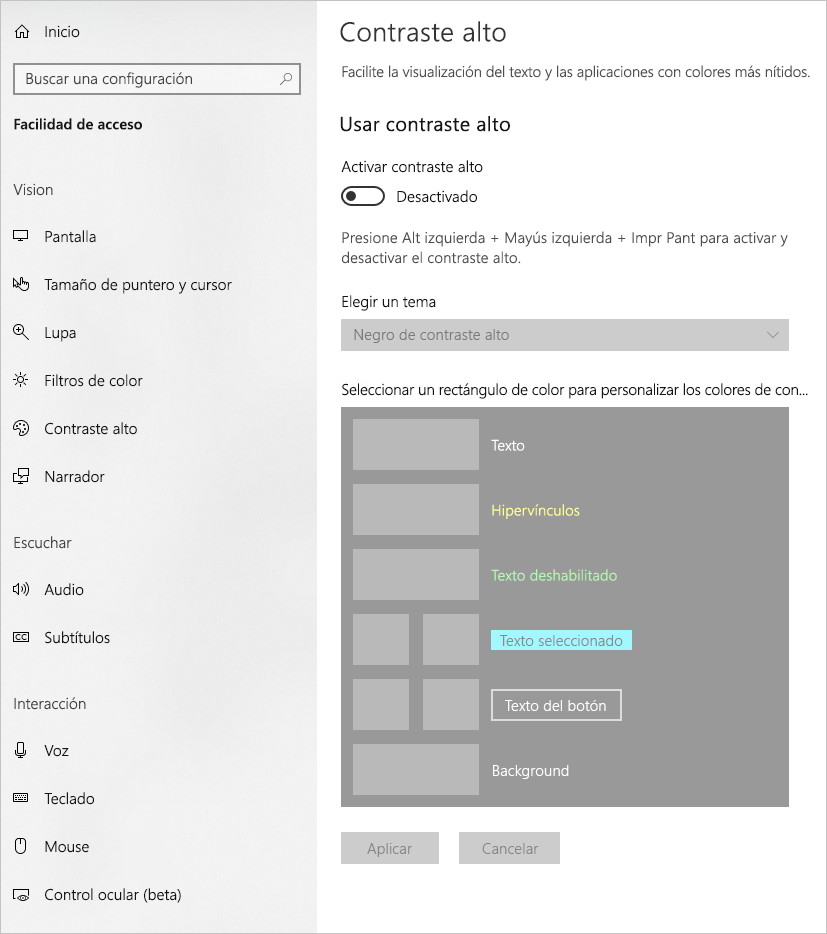 Inicio
Buscar una configuración
Facilidad de acceso
Vision
Pantalla
Tamaño de puntero y cursor
Lupa
Filtros de color
Contraste alto
Narrador
Escuchar
Audio
CC Subtítulos
Interacción
Voz
Teclado
Mouse
Control ocular (beta)
Contraste alto
Facilite la visualización del texto y las aplicaciones con colores más nítidos.
Usar contraste alto
Activar contraste alto
Desactivado
Presione Alt izquierda + Mayús izquierda + Impr Pant para activar y
desactivar el contraste alto.
Elegir un tema
Negro de contraste alto
Seleccionar un rectángulo de color para personalizar los colores de con...
Texto
Hipervínculos
Texto deshabilitado
Texto seleccionado
Texto del botón
Background
Aplicar Cancelar